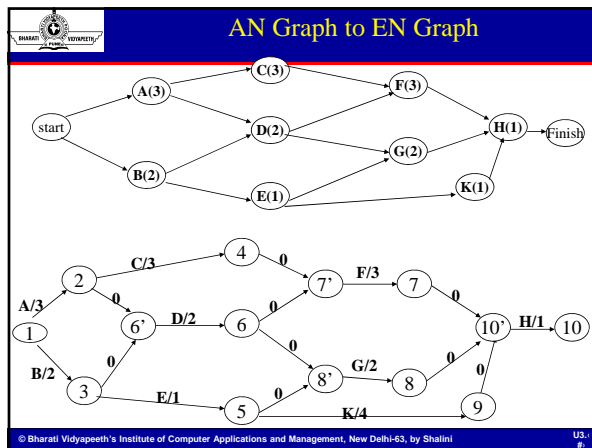 BHARATI VIDYAPEETH
PUNE
AN Graph to EN Graph
C(3)
A(3)
F(3)
start
D(2)
H(1)
Finish
G(2)
B(2)
K(1)
E(1)
C/3
4
0
2
F/3
7' 7
A/3
0
0
0
1
6'
D/2
6
10'
H/1
10
B/2
0
0
G/2
0
0
3
8' 8
E/1
0
5
K/4
9
© Bharati Vidyapeeth's Institute of Computer Applications and Management, New Delhi-63, by Shalini
U3.‹
#›